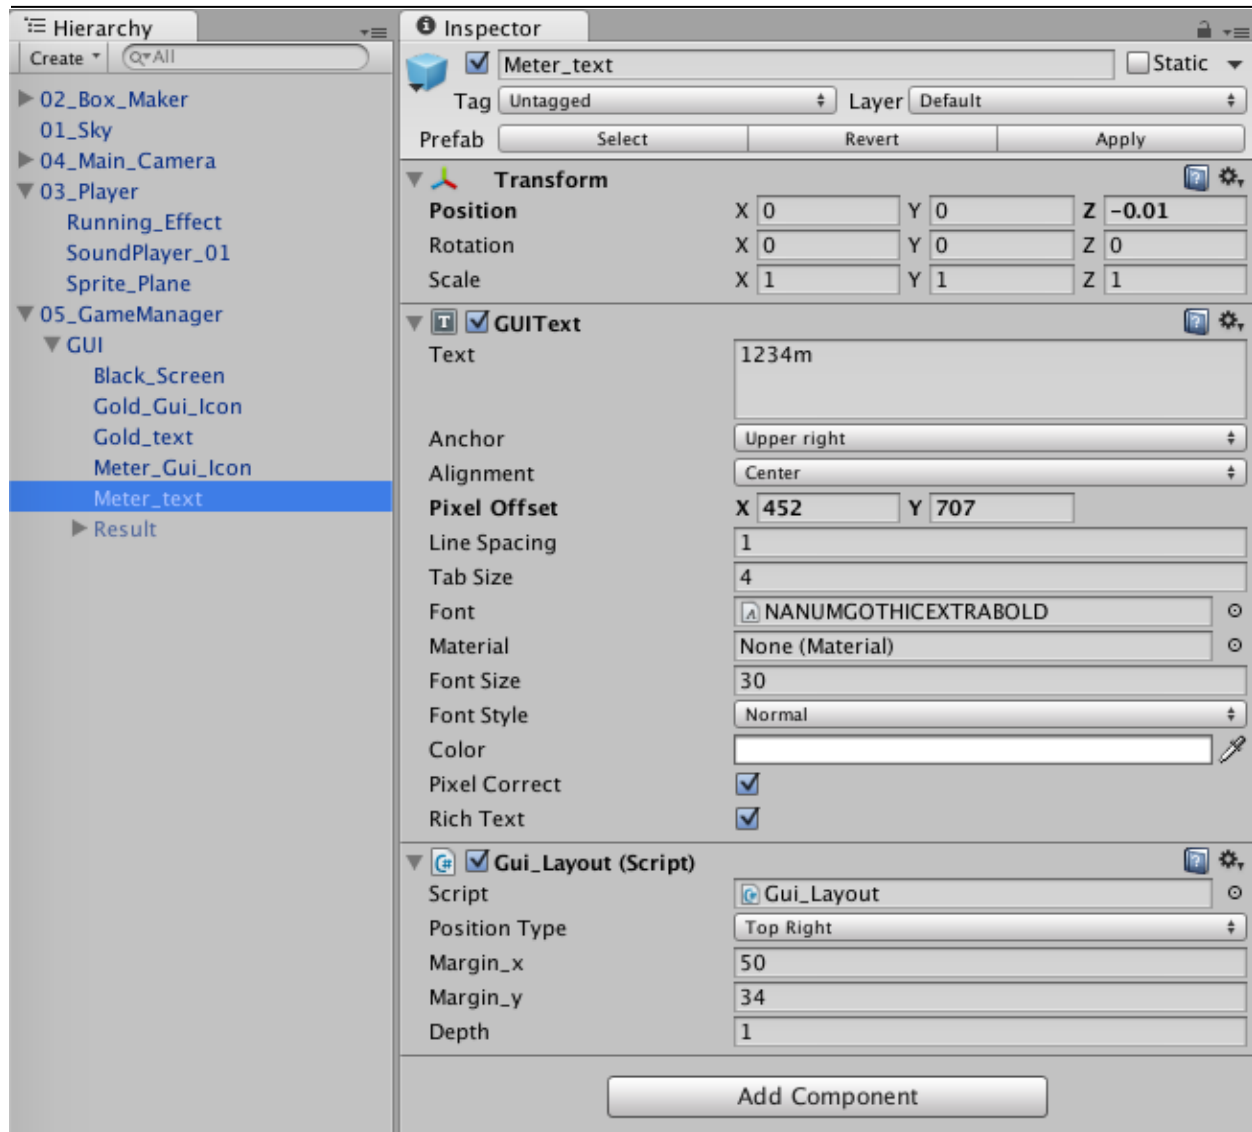 Hierarchy
Create
All
02_Box_Maker
01_Sky
04_Main_Camera
03_Player
Running_Effect
SoundPlayer_01
Sprite_Plane
05_GameManager
GUI
Black_Screen
Gold_Gui_Icon
Gold_text
Meter_Gui_Icon
Meter_text
Result
Inspector
Meter_text Static
Tag Untagged Layer Default
Prefab Select Revert Apply
Transform
Position X 0 Y 0 Z -0.01
Rotation X 0 Y 0 Z 0
Scale X 1 Y 1 Z 1
GUIText
Text 1234m
Anchor Upper right
Alignment Center
Pixel Offset X 452 Y 707
Line Spacing 1
Tab Size 4
Font NANUMGOTHICEXTRABOLD
Material None (Material)
Font Size 30
Font Style Normal
Color
Pixel Correct
Rich Text
Gui_Layout (Script)
Script Gui_Layout
Position Type Top Right
Margin_x 50
Margin_y 34
Depth 1
Add Component